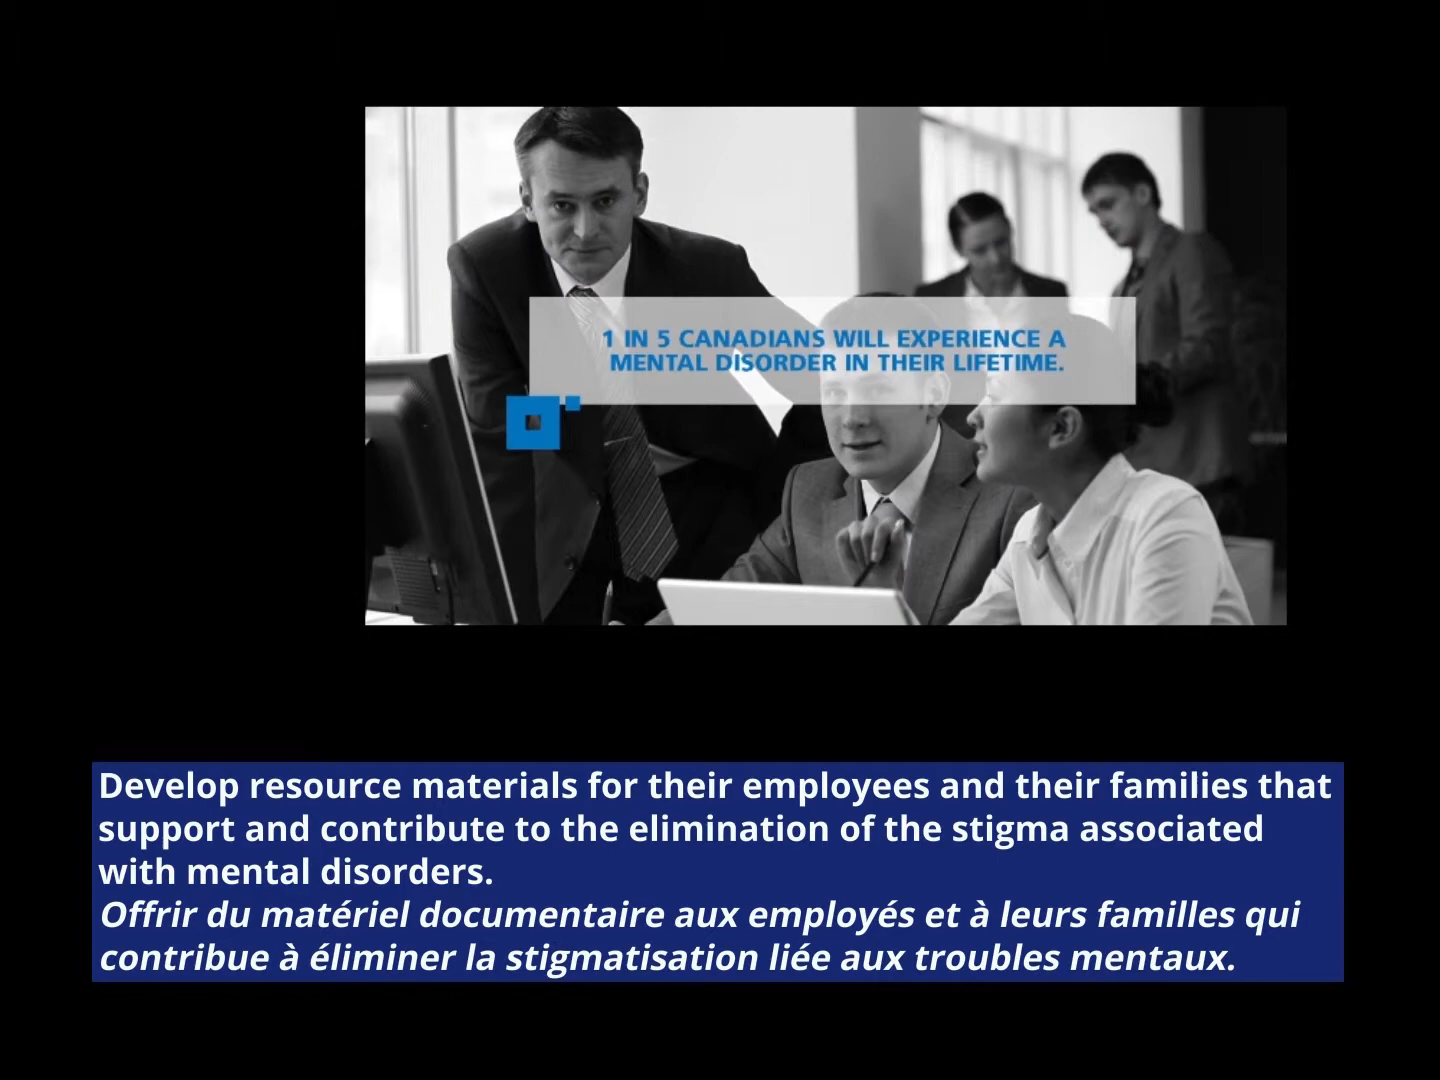 1 IN 5 CANADIANS WILL EXPERIENCE A
MENTAL DISORDER IN THEIR LIFETIME.
Develop resource materials for their employees and their families that
support and contribute to the elimination of the stigma associated
with mental disorders.
Offrir du matériel documentaire aux employés et à leurs familles qui
contribue à éliminer la stigmatisation liée aux troubles mentaux.